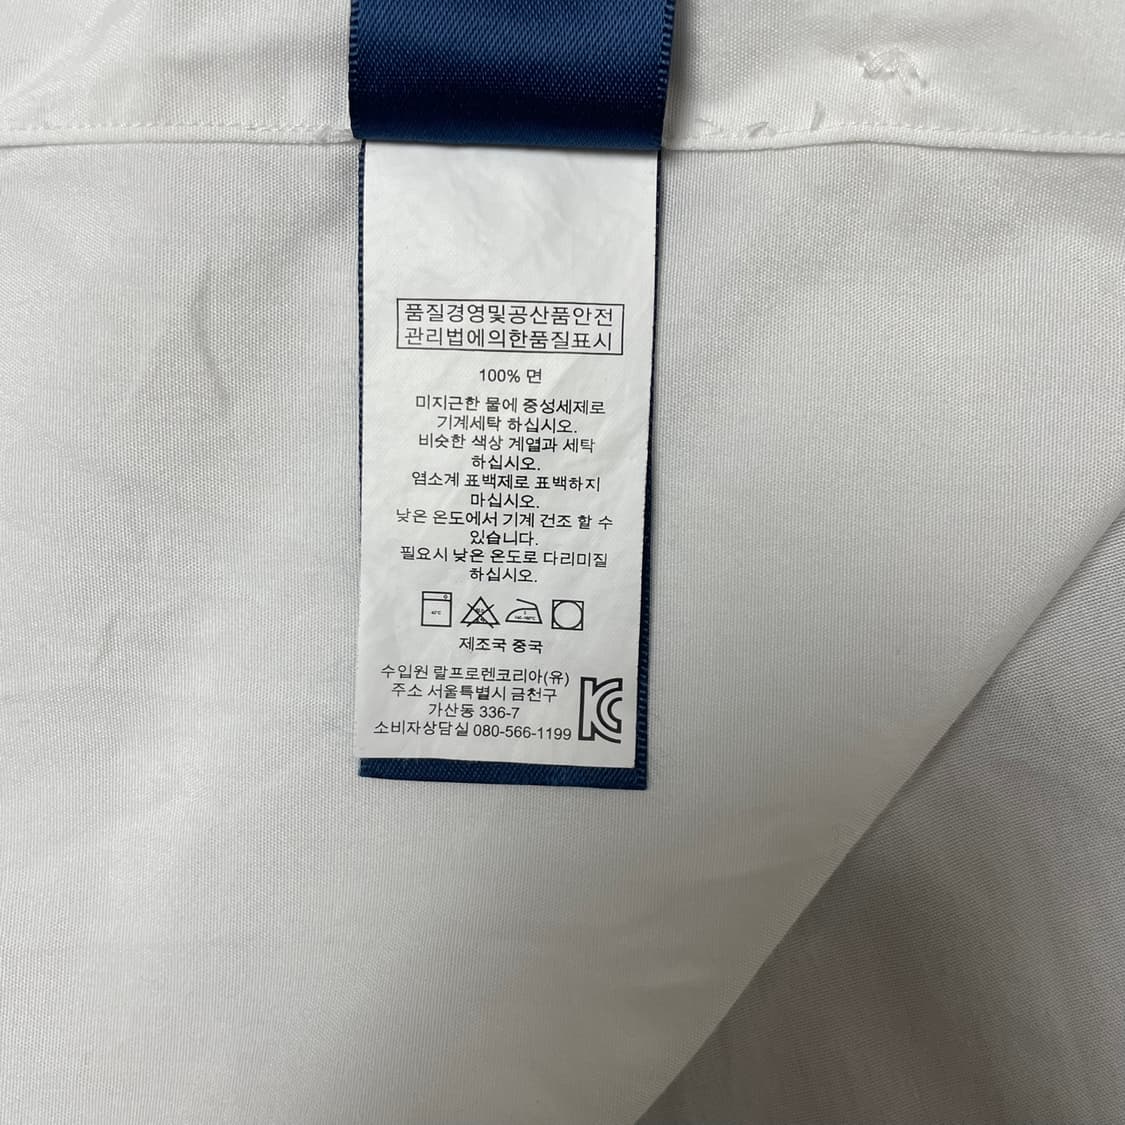 품질경영및공산품안전
관리법에의한품질표시
100% 면
미지근한 물에 중성세제로
기계세탁 하십시오.
비슷한 색상 계열과 세탁
하십시오.
염소계 표백제로 표백하지
마십시오.
낮은 온도에서 기계 건조 할 수
있습니다.
필요시 낮은 온도로 다리미질
하십시오.
제조국 중국
수입원 랄프로렌코리아(유)
주소 서울특별시 금천구
가산동 336-7
소비자상담실 080-566-1199